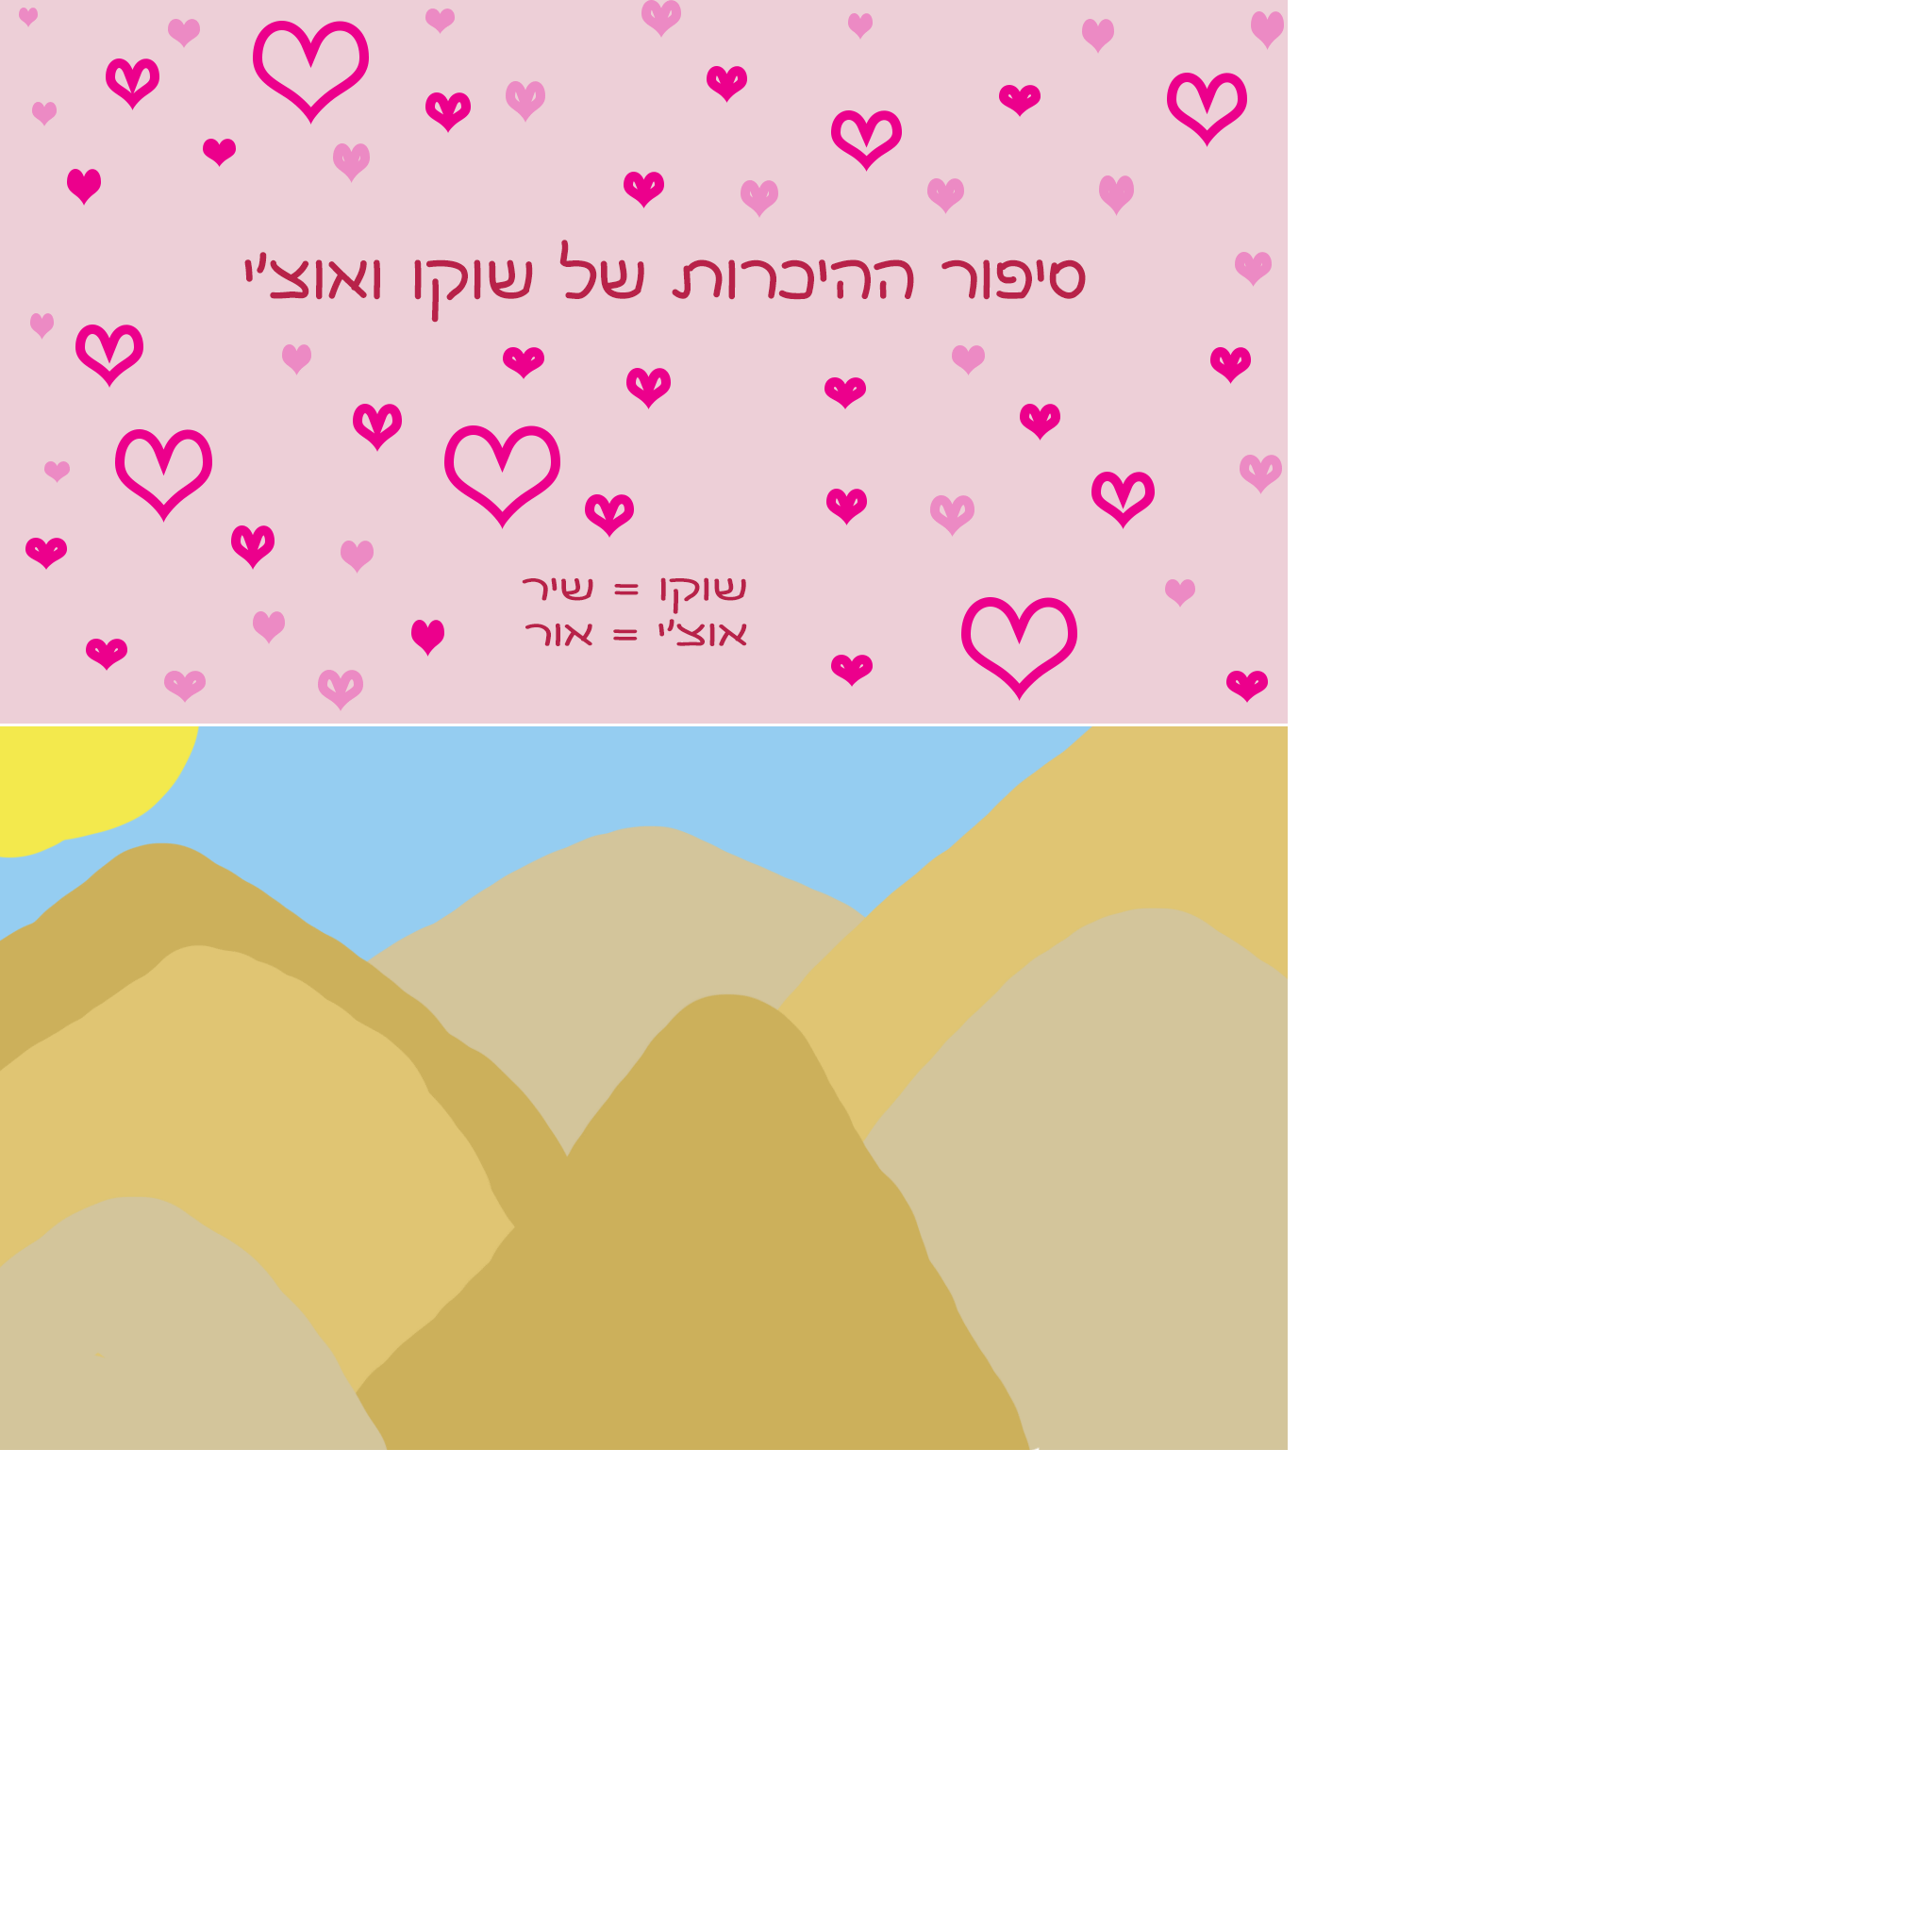 סיפור ההיכרות של שוקו ואוצ'י
שוקו = שיר
אוצ'י = אור